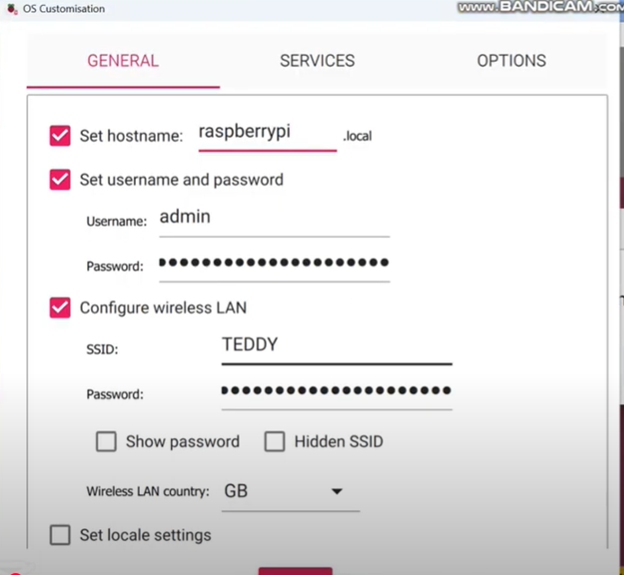 OS Customisation
www.BANDICAM.com
GENERAL SERVICES OPTIONS
Set hostname: raspberrypi .local
Set username and password
Username: admin
Password: ••••••••••••••••••••
Configure wireless LAN
SSID: TEDDY
Password: ••••••••••••••••••••
Show password Hidden SSID
Wireless LAN country: GB
Set locale settings